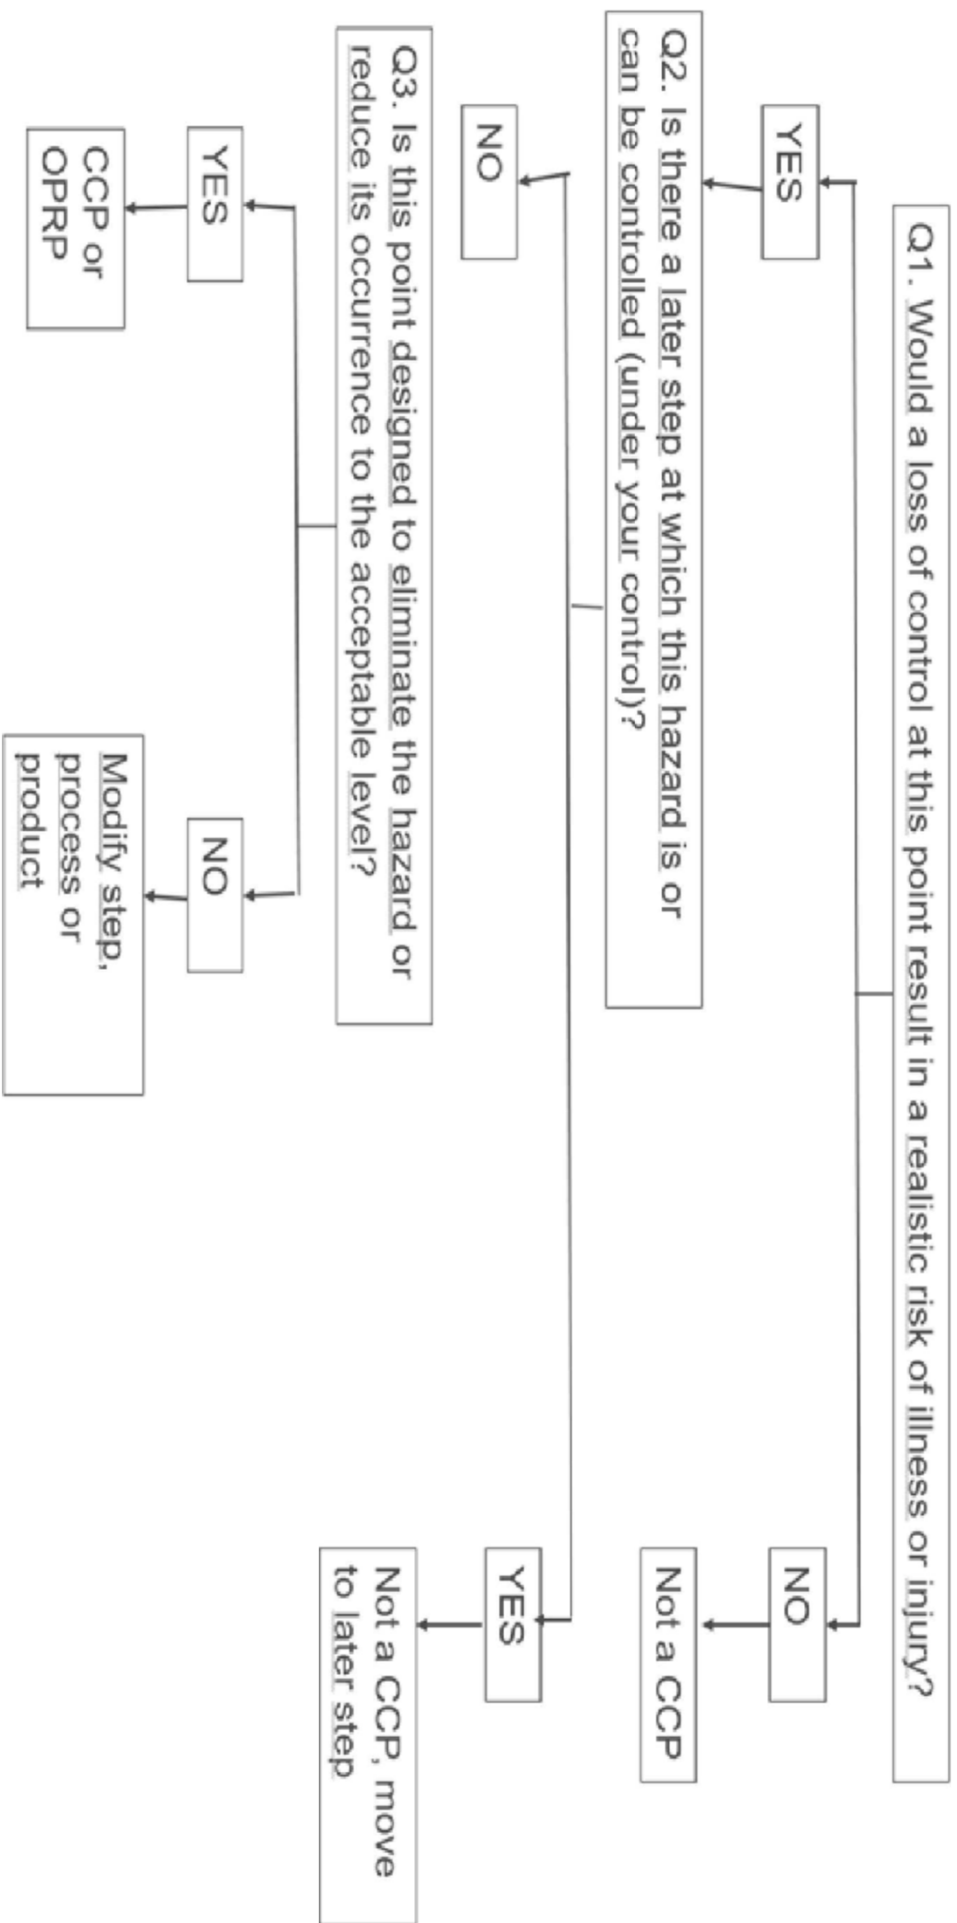 Q1. Would a loss of control at this point result in a realistic risk of illness or injury?
YES
NO
Not a CCP
Q2. Is there a later step at which this hazard is or
can be controlled (under your control)?
NO
YES
Not a CCP, move
to later step
Q3. Is this point designed to eliminate the hazard or
reduce its occurrence to the acceptable level?
YES
NO
CCP or
OPRP
Modify step,
process or
product